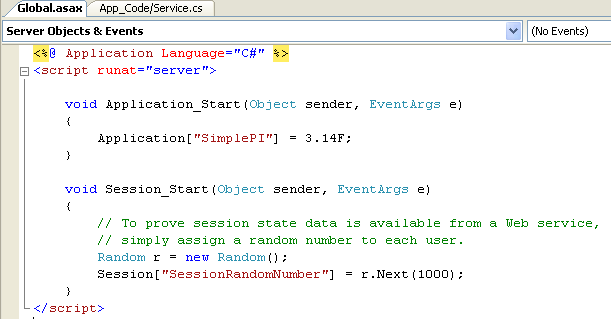 Global.asax App_Code/Service.cs
Server Objects & Events (No Events)
<%@ Application Language="C#" %>
<script runat="server">
void Application_Start(Object sender, EventArgs e)
{
Application["SimplePI"] = 3.14F;
}
void Session_Start(Object sender, EventArgs e)
{
// To prove session state data is available from a Web service,
// simply assign a random number to each user.
Random r = new Random();
Session["SessionRandomNumber"] = r.Next(1000);
}
</script>